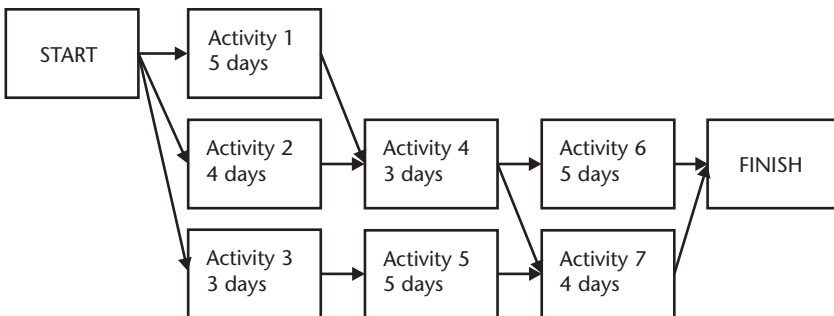 START
Activity 1
5 days
Activity 2
4 days
Activity 4
3 days
Activity 6
5 days
FINISH
Activity 3
3 days
Activity 5
5 days
Activity 7
4 days